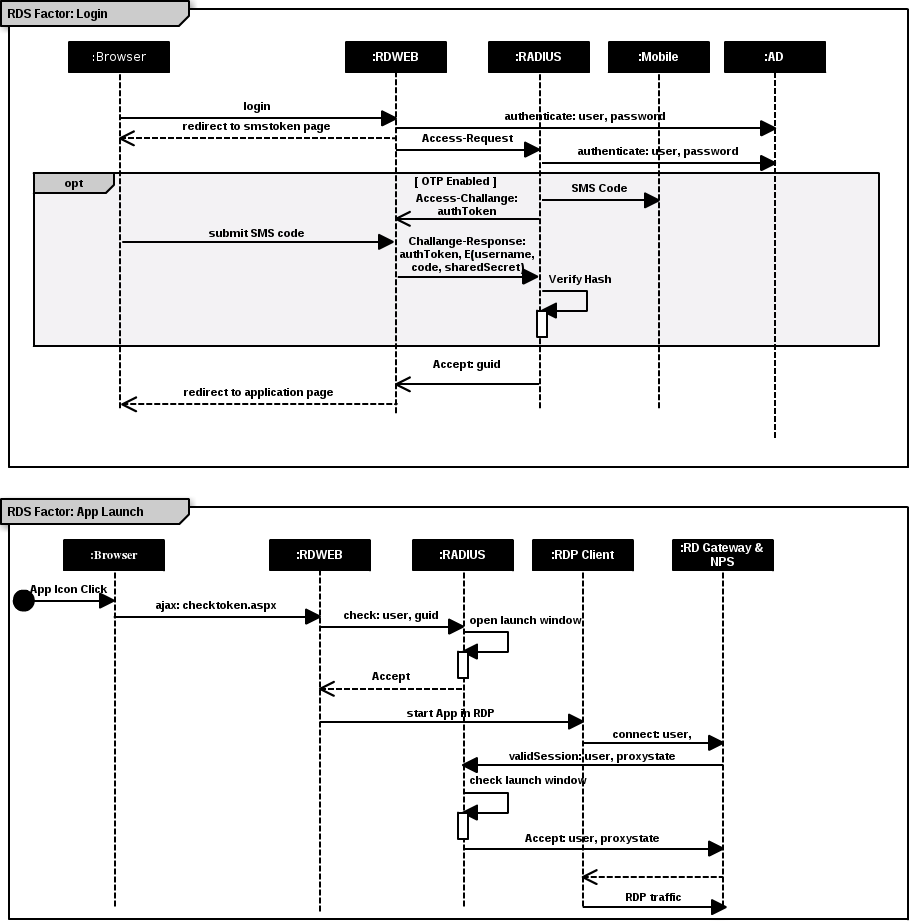 RDS Factor: Login
:Browser
:RDWEB
:RADIUS
:Mobile
:AD
login
authenticate: user, password
redirect to smstoken page
Access-Request
authenticate: user, password
opt
[ OTP Enabled ]
SMS Code
Access-Challange:
authToken
submit SMS code
Challange-Response:
authToken, E(username,
code, sharedSecret)
Verify Hash
Accept: guid
redirect to application page
RDS Factor: App Launch
:Browser
:RDWEB
:RADIUS
:RDP Client
:RD Gateway &
NPS
App Icon Click
ajax: checktoken.aspx
check: user, guid
open launch window
Accept
start App in RDP
connect: user,
validSession: user, proxystate
check launch window
Accept: user, proxystate
RDP traffic